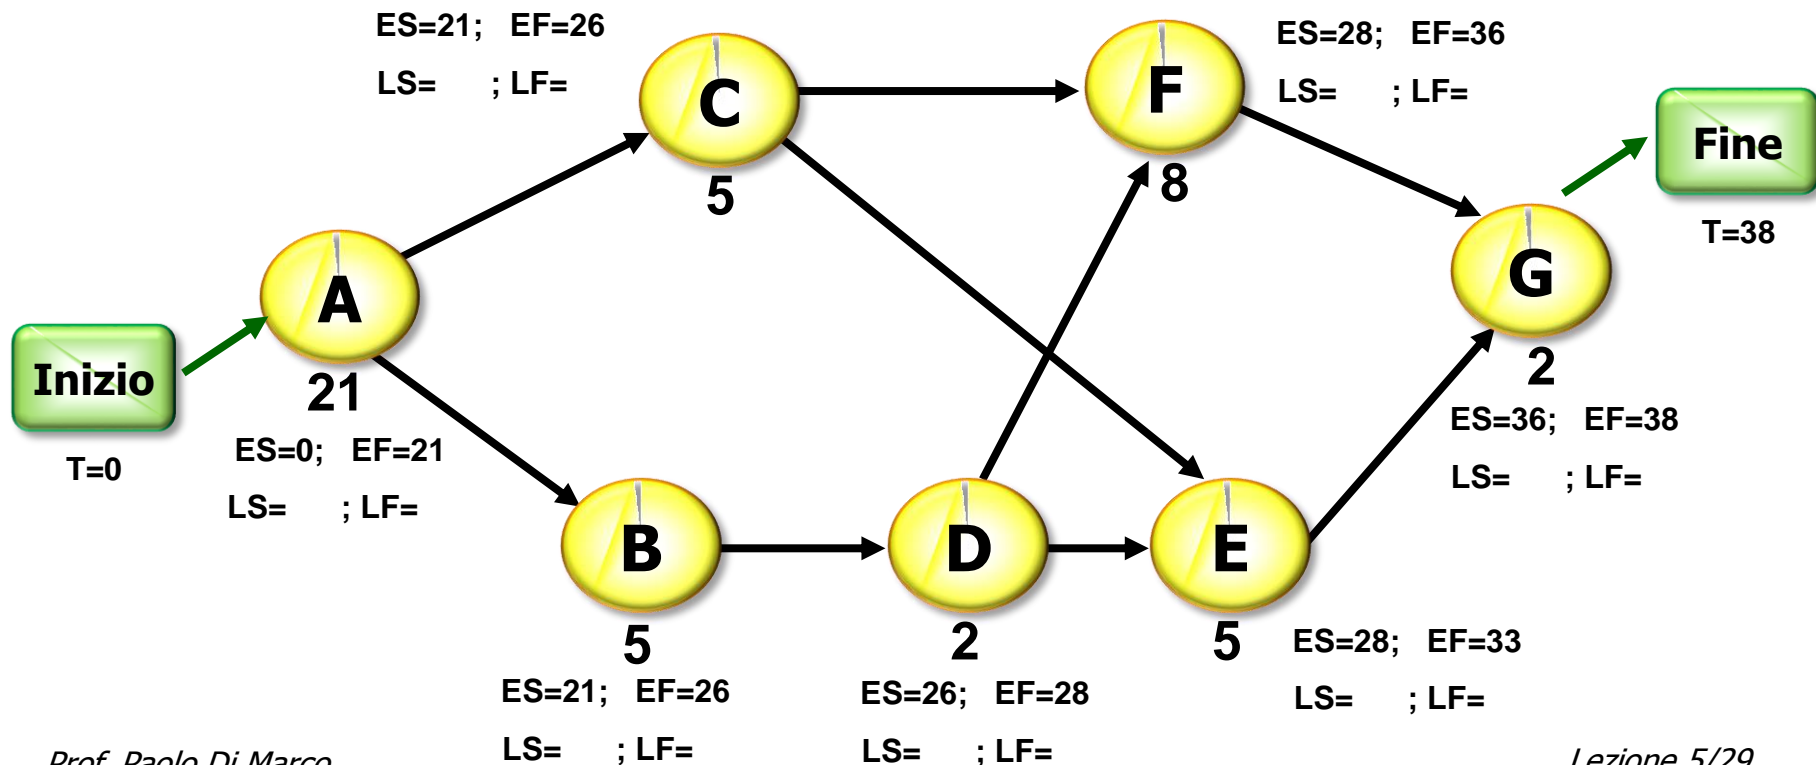 ES=21; EF=26
LS= ; LF=
C
5
F
8
ES=28; EF=36
LS= ; LF=
Fine
T=38
A
21
Inizio
T=0
ES=0; EF=21
LS= ; LF=
G
2
ES=36; EF=38
LS= ; LF=
B
5
ES=21; EF=26
LS= ; LF=
D
2
ES=26; EF=28
LS= ; LF=
E
5
ES=28; EF=33
LS= ; LF=
Prof. Paolo Di Marco
Lezione 5/29